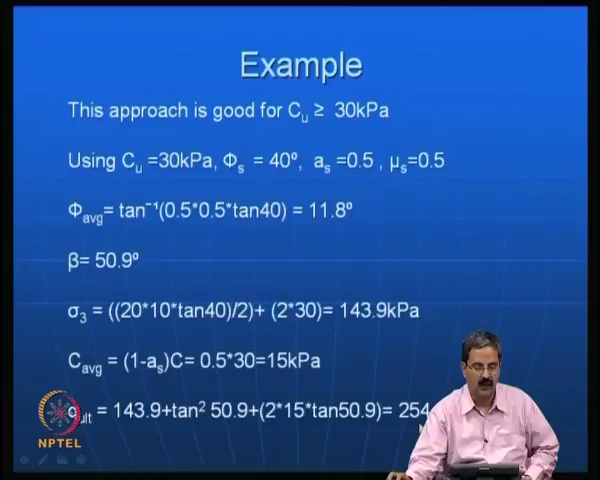 Example
This approach is good for Cu ≥ 30kPa
Using Cu =30kPa, Φs = 40º, as =0.5 , μs=0.5
Φavg= tan⁻¹(0.5*0.5*tan40) = 11.8º
β= 50.9º
σ3 = ((20*10*tan40)/2)+ (2*30)= 143.9kPa
Cavg = (1-as)C= 0.5*30=15kPa
qult = 143.9+tan² 50.9+(2*15*tan50.9)= 254
NPTEL